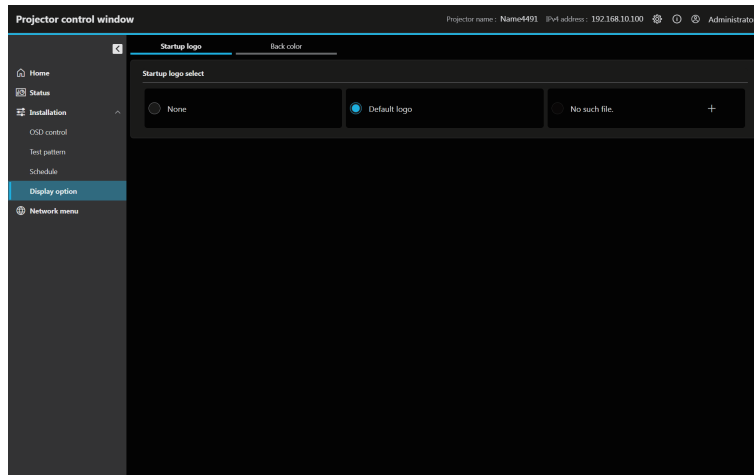 Projector control window
Projector name : Name4491 IPv4 address : 192.168.10.100 Administrato
Startup logo
Back color
Home
Status
Installation
OSD control
Test pattern
Schedule
Display option
Network menu
Startup logo select
None
Default logo
No such file.